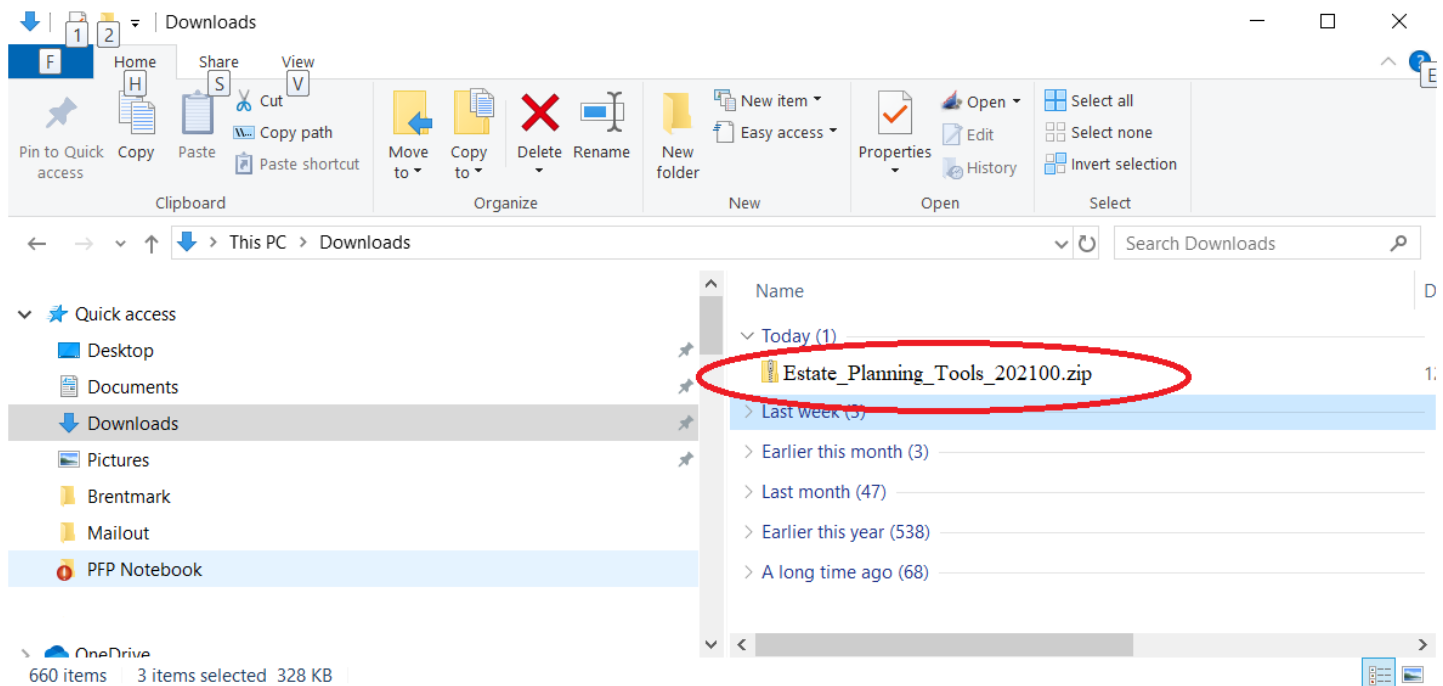 Downloads
1 2
F Home Share View
H S V
E
Pin to Quick access
Copy
Paste
Cut
Copy path
Paste shortcut
Clipboard
Move to
Copy to
Delete
Rename
Organize
New folder
New item
Easy access
New
Properties
Open
Edit
History
Open
Select all
Select none
Invert selection
Select
This PC > Downloads
Search Downloads
Quick access
Desktop
Documents
Downloads
Pictures
Brentmark
Mailout
PFP Notebook
OneDrive
Name D
Today (1)
Estate_Planning_Tools_202100.zip 12
Last week (3)
Earlier this month (3)
Last month (47)
Earlier this year (538)
A long time ago (68)
660 items 3 items selected 328 KB